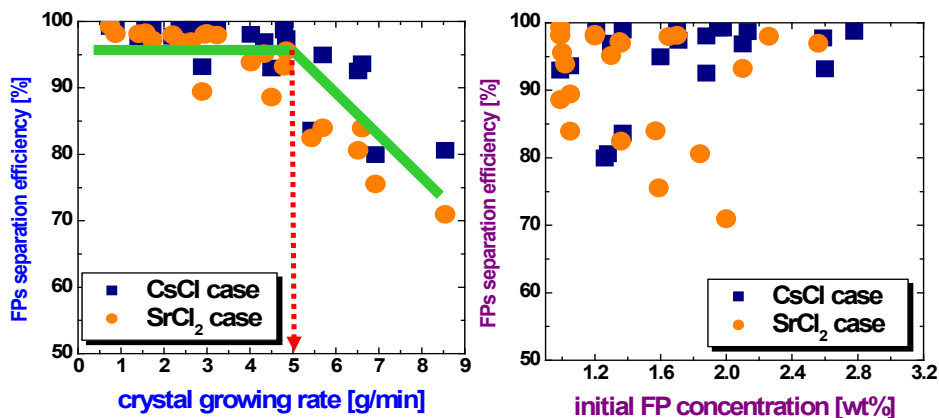 FPs separation efficiency [%]
100
90
80
70
60
50
CsCl case
SrCl₂ case
0 1 2 3 4 5 6 7 8 9
crystal growing rate [g/min]
FPs separation efficiency [%]
100
90
80
70
60
50
CsCl case
SrCl₂ case
1.2 1.6 2.0 2.4 2.8 3.2
initial FP concentration [wt%]